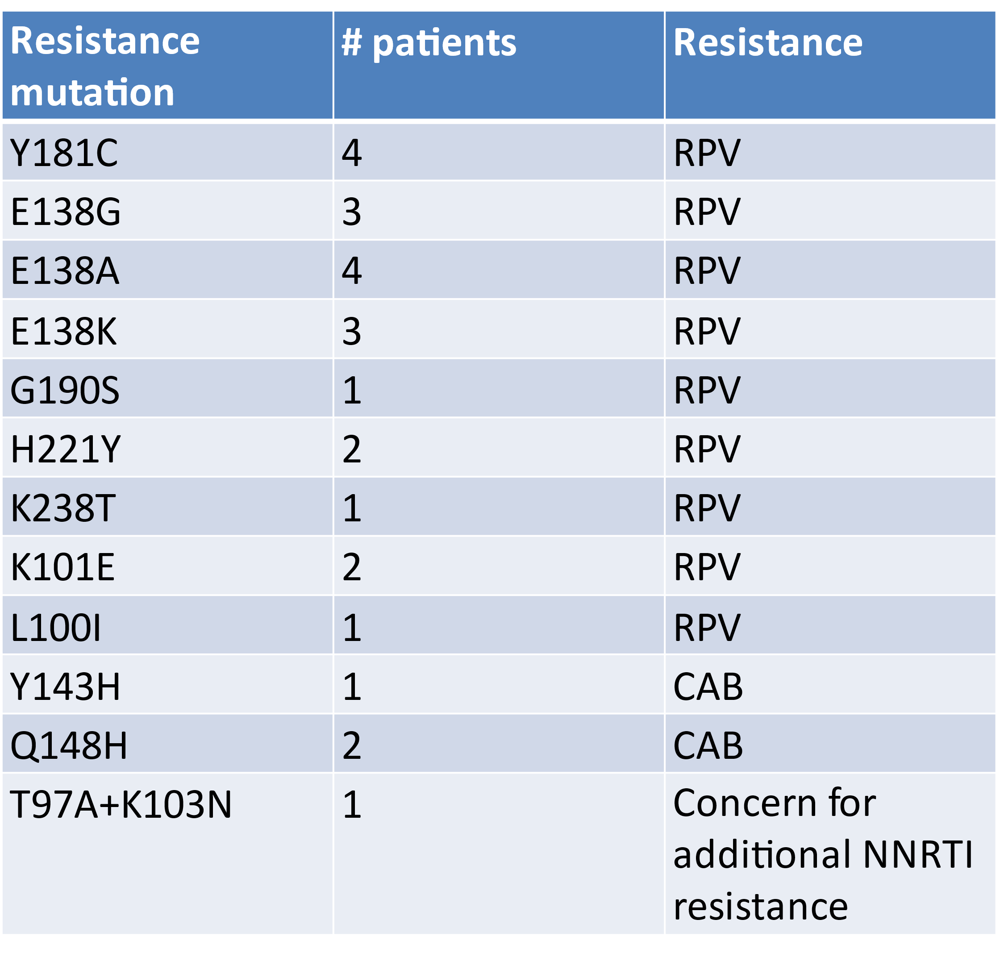 Resistance mutation # patients Resistance
Y181C 4 RPV
E138G 3 RPV
E138A 4 RPV
E138K 3 RPV
G190S 1 RPV
H221Y 2 RPV
K238T 1 RPV
K101E 2 RPV
L100I 1 RPV
Y143H 1 CAB
Q148H 2 CAB
T97A+K103N 1 Concern for
additional NNRTI
resistance